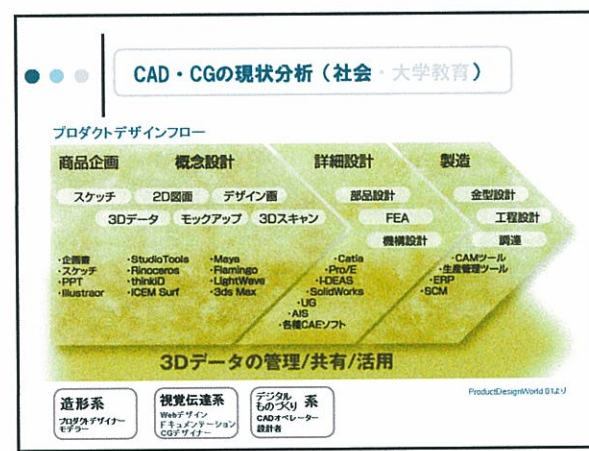 CAD・CGの現状分析（社会・大学教育）
プロダクトデザインフロー
商品企画 概念設計 詳細設計 製造
スケッチ 2D図面 デザイン画 部品設計 金型設計
3Dデータ モックアップ 3Dスキャン FEA 工程設計
機構設計 調達
・企画書
・スケッチ
・PPT
・Illustraor
・StudioTools
・Rinoceros
・thinkiD
・ICEM Surf
・Maya
・Flamingo
・LightWave
・3ds Max
・Catia
・Pro/E
・I-DEAS
・SolidWorks
・UG
・AIS
・各種CAEソフト
・CAMツール
・生産管理ツール
・ERP
・SCM
3Dデータの管理/共有/活用
ProductDesignWorld 01より
造形系
プロダクトデザイナー
モデラー
視覚伝達系
Webデザイン
ドキュメンテーション
CGデザイナー
デジタル
ものづくり 系
CADオペレーター
設計者